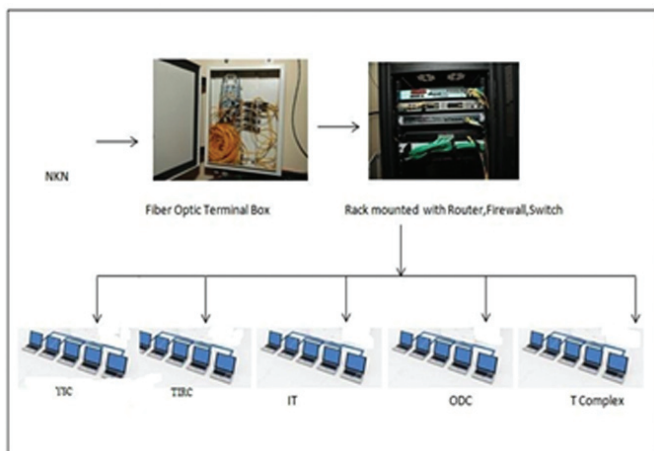 NKN
Fiber Optic Terminal Box
Rack mounted with Router,Firewall,Switch
TIRC
IT
ODC
T Complex